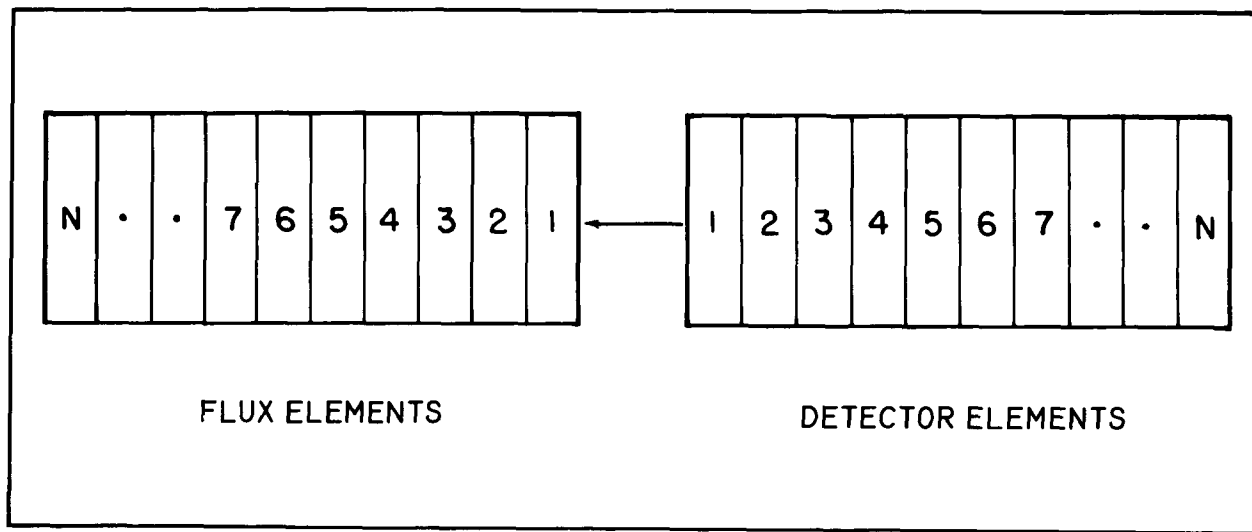 N · · 7 6 5 4 3 2 1
1 2 3 4 5 6 7 · · N
FLUX ELEMENTS
DETECTOR ELEMENTS